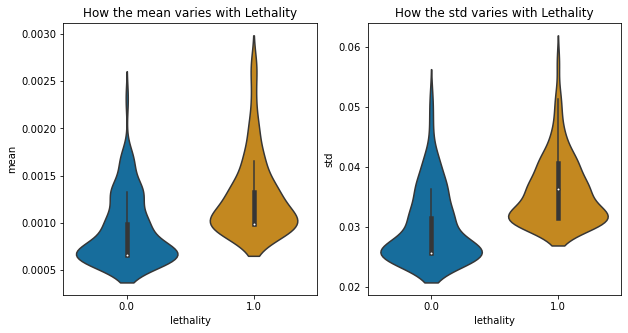 How the mean varies with Lethality
0.0030
0.0025
0.0020
0.0015
0.0010
0.0005
mean
0.0
1.0
lethality
How the std varies with Lethality
0.06
0.05
0.04
0.03
0.02
std
0.0
1.0
lethality